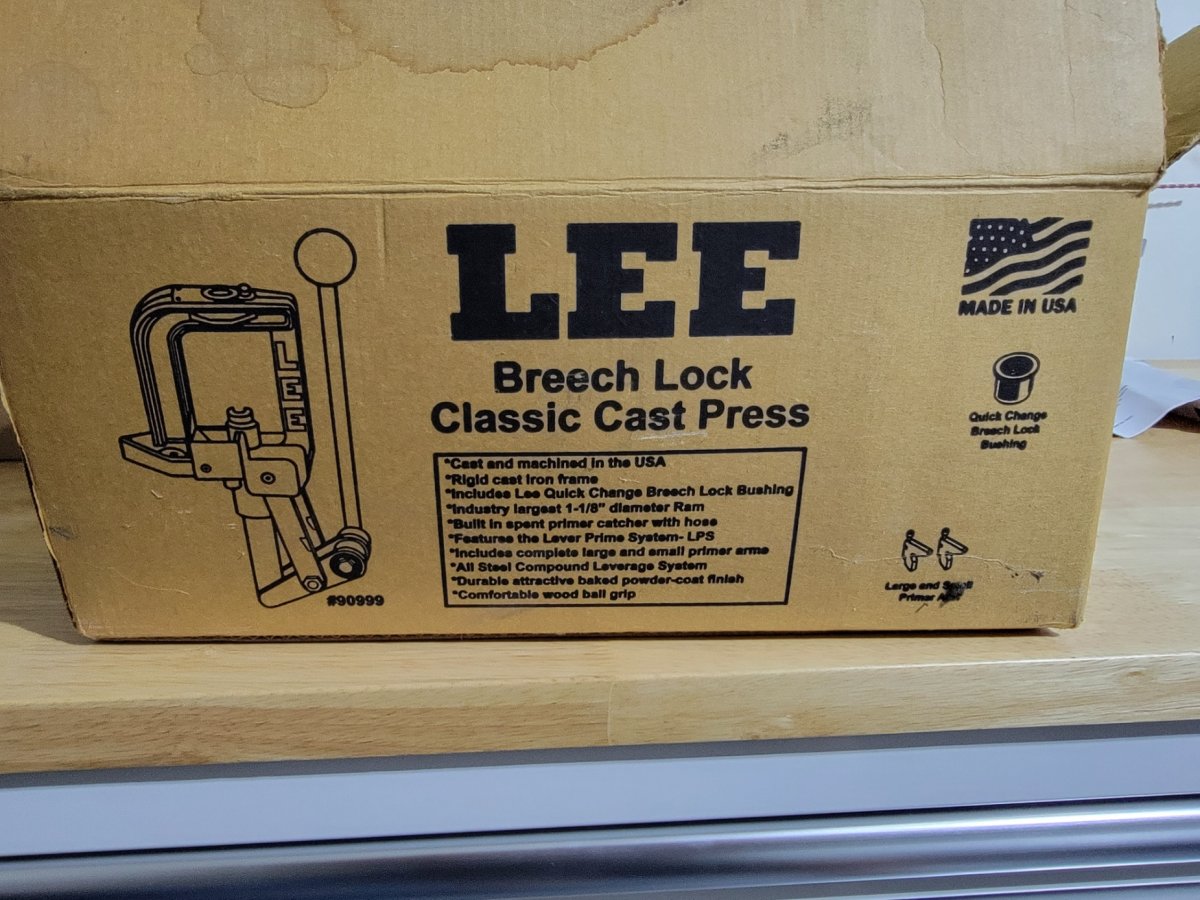 LEE
Breech Lock
Classic Cast Press
*Cast and machined in the USA
*Rigid cast iron frame
*Includes Lee Quick Change Breech Lock Bushing
*Industry largest 1-1/8" diameter Ram
*Built in spent primer catcher with hose
*Features the Lever Prime System- LPS
*Includes complete large and small primer arms
*All Steel Compound Leverage System
*Durable attractive baked powder-coat finish
*Comfortable wood ball grip
LEE
#90999
MADE IN USA
Quick Change
Breech Lock
Bushing
Large and Small
Primer Arms